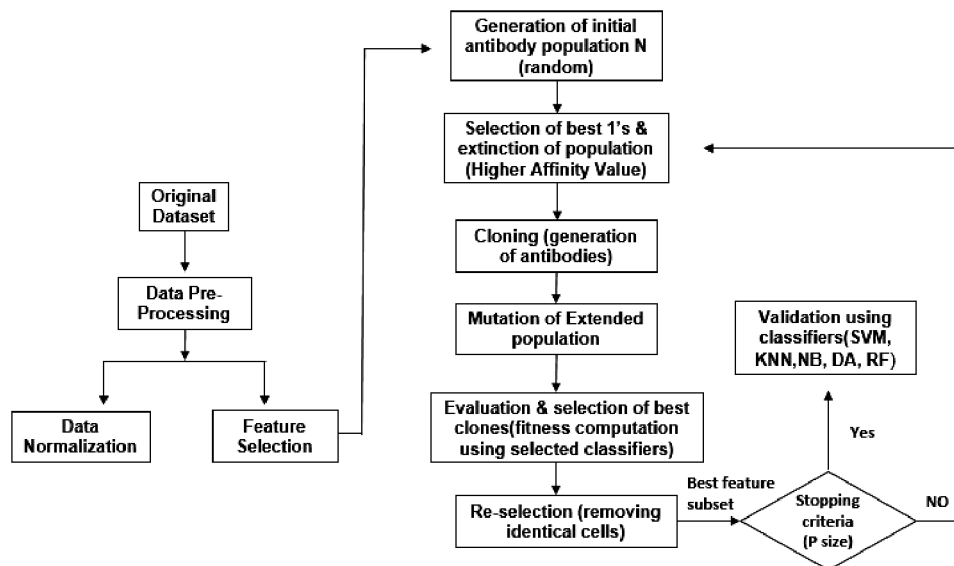 Original
Dataset
Data Pre-
Processing
Data
Normalization
Feature
Selection
Generation of initial
antibody population N
(random)
Selection of best 1's &
extinction of population
(Higher Affinity Value)
Cloning (generation
of antibodies)
Mutation of Extended
population
Evaluation & selection of best
clones(fitness computation
using selected classifiers)
Re-selection (removing
identical cells)
Best feature
subset
Stopping
criteria
(P size)
Yes
NO
Validation using
classifiers(SVM,
KNN,NB, DA, RF)